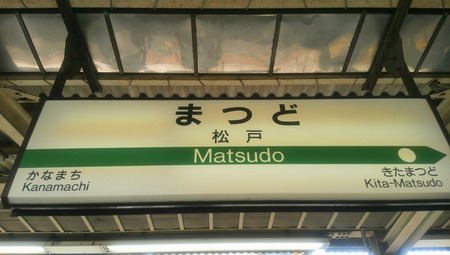 まつど
松戸
Matsudo
かなまち
Kanamachi
きたまつど
Kita-Matsudo